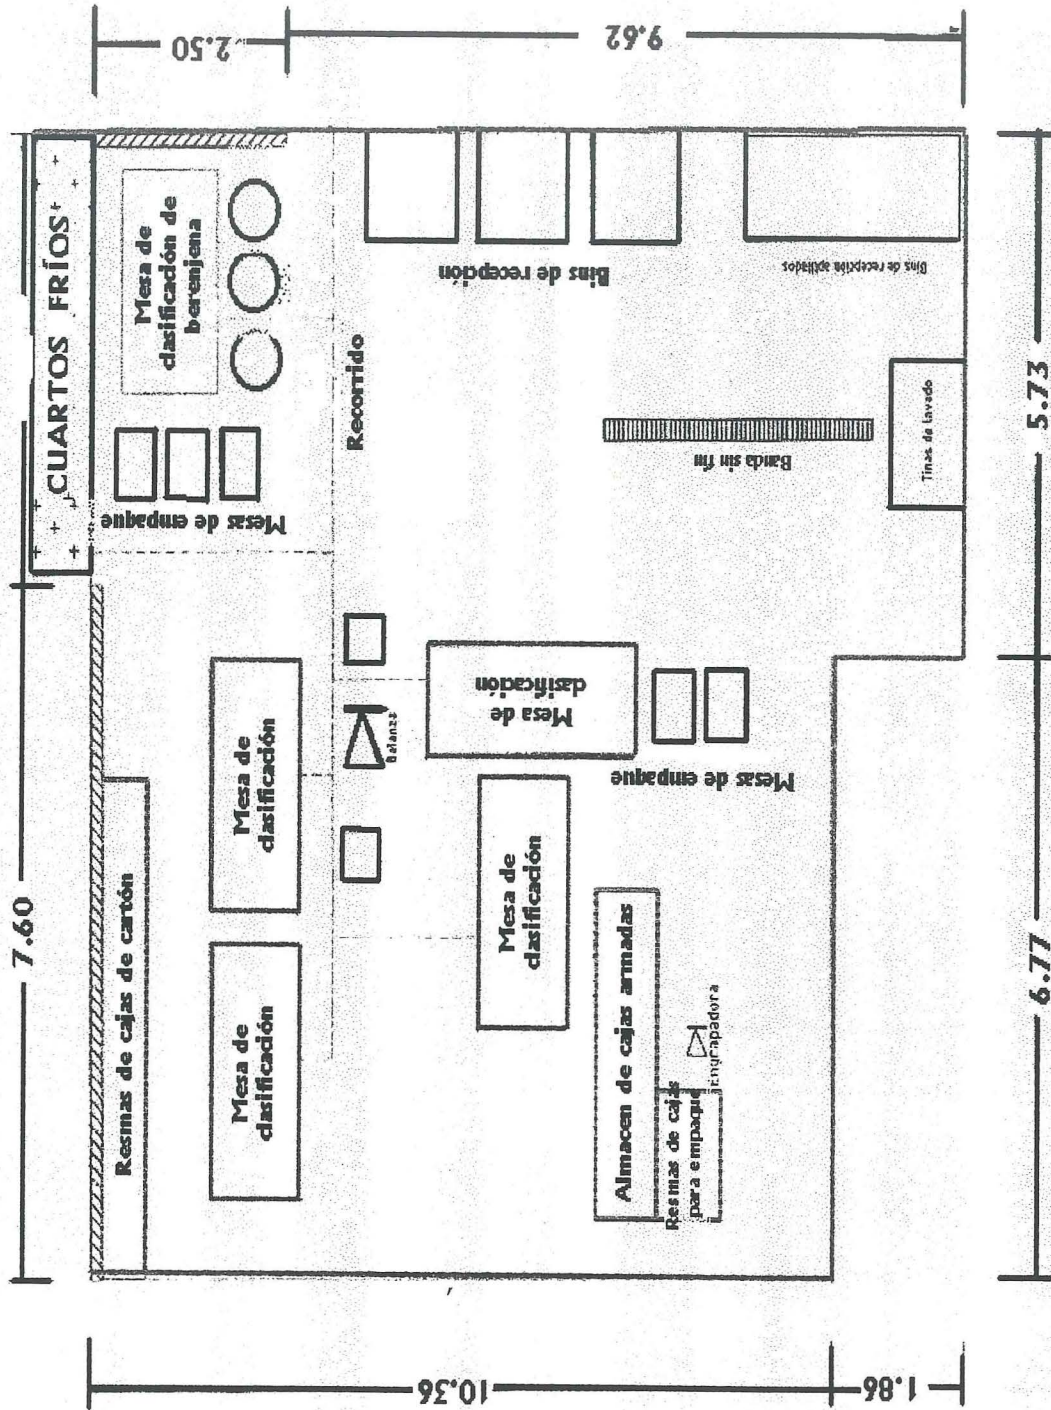 2.50
9.62
CUARTOS FRÍOS
Mesa de
clasificación de
berenjena
Mesas de empaque
Recorrido
Bins de recepción
Bins de recepción apilados
Banda sin fin
Tinas de lavado
5.73
7.60
Resmas de cajas de cartón
Mesa de
clasificación
Mesa de
clasificación
Balanza
Mesa de
clasificación
Mesas de empaque
Mesa de
clasificación
Almacen de cajas armadas
Resmas de cajas
para empaque
6.77
10.36
1.86